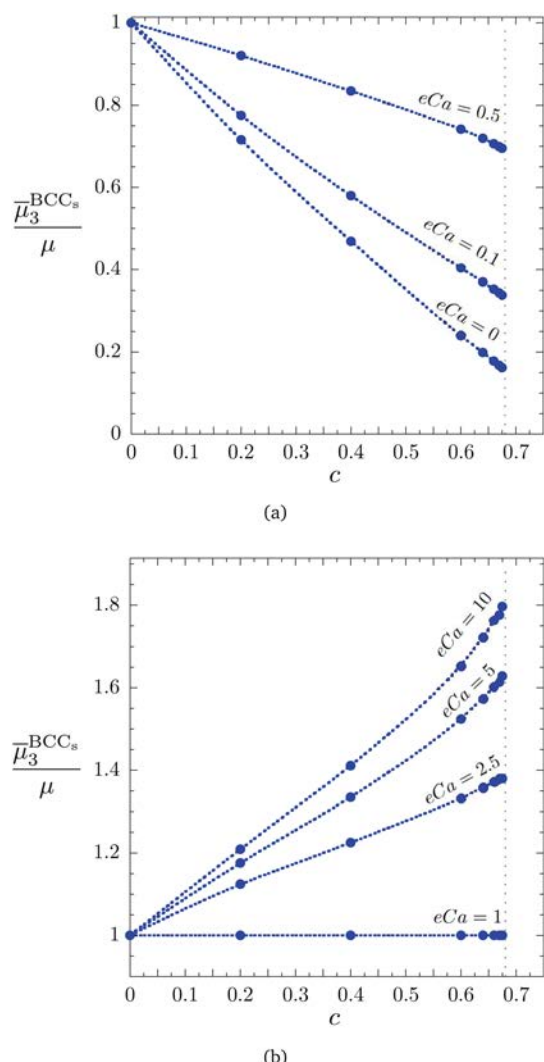 1
0.8
0.6
0.4
0.2
0
μ̅₃^BCCₛ
μ
eCa = 0.5
eCa = 0.1
eCa = 0
0 0.1 0.2 0.3 0.4 0.5 0.6 0.7
c
(a)
1.8
1.6
1.4
1.2
1
μ̅₃^BCCₛ
μ
eCa = 10
eCa = 5
eCa = 2.5
eCa = 1
0 0.1 0.2 0.3 0.4 0.5 0.6 0.7
c
(b)